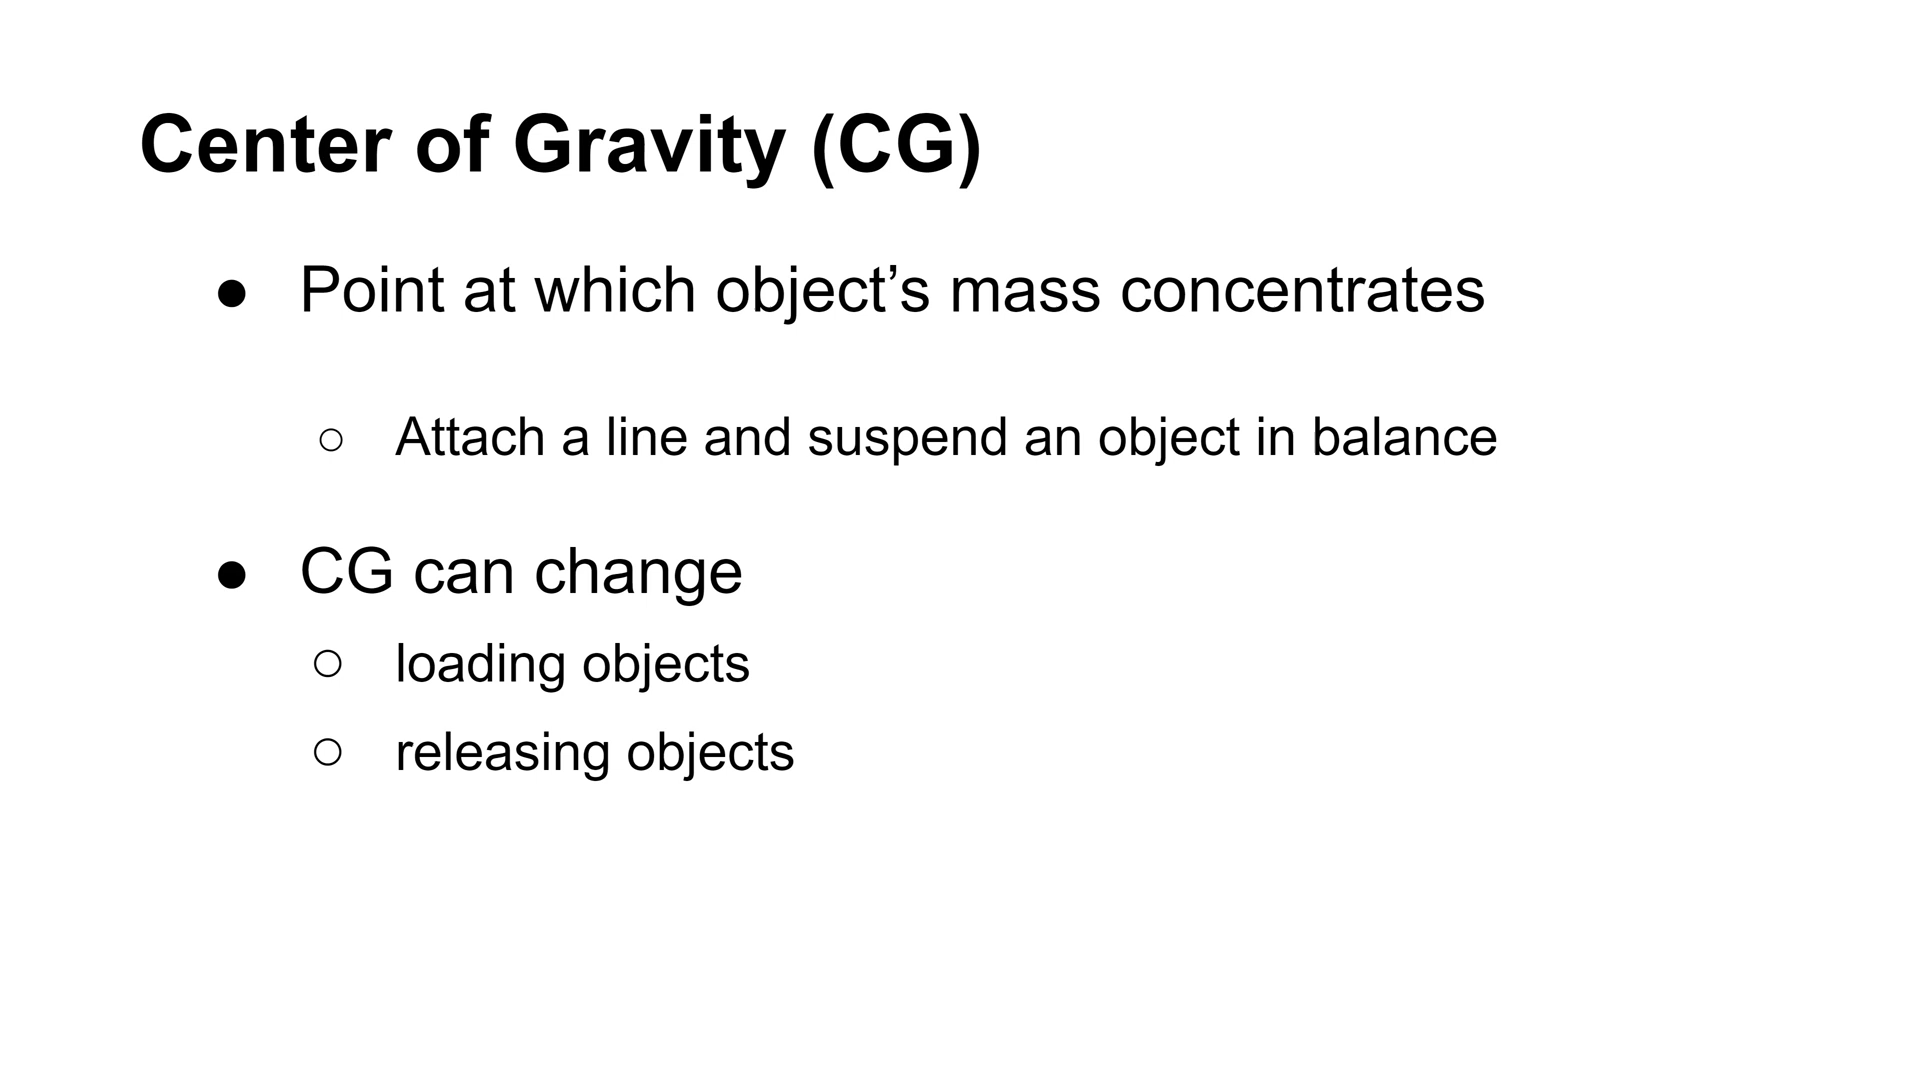 Center of Gravity (CG)
● Point at which object’s mass concentrates
○ Attach a line and suspend an object in balance
● CG can change
○ loading objects
○ releasing objects